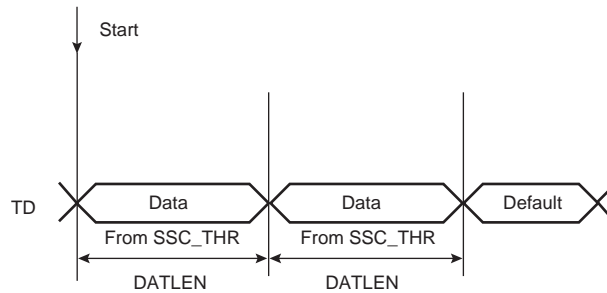 Start
TD
Data
Data
Default
From SSC_THR
From SSC_THR
DATLEN
DATLEN